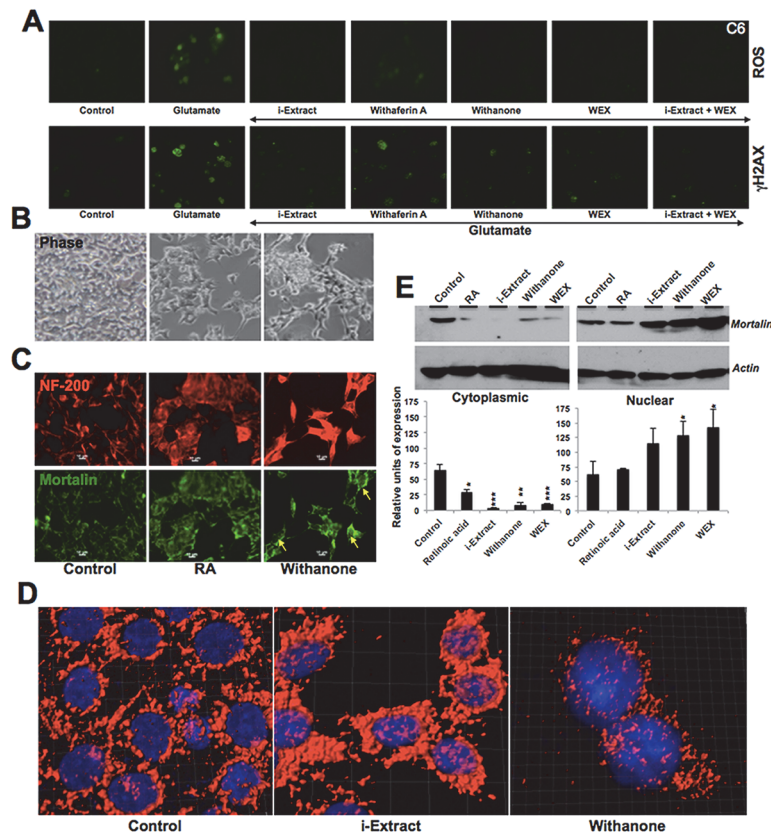 A
C6
ROS
Control Glutamate i-Extract Withaferin A Withanone WEX i-Extract + WEX
γH2AX
Control Glutamate i-Extract Withaferin A Withanone WEX i-Extract + WEX
Glutamate
B
Phase
C
NF-200
Mortalin
Control RA Withanone
E
Control RA i-Extract Withanone WEX
Control RA i-Extract Withanone WEX
Mortalin
Actin
Cytoplasmic Nuclear
Relative units of expression
175
150
125
100
75
50
25
0
* *** ** ***
Control Retinoic acid i-Extract Withanone WEX
175
150
125
100
75
50
25
0
* *
Control Retinoic acid i-Extract Withanone WEX
D
Control i-Extract Withanone